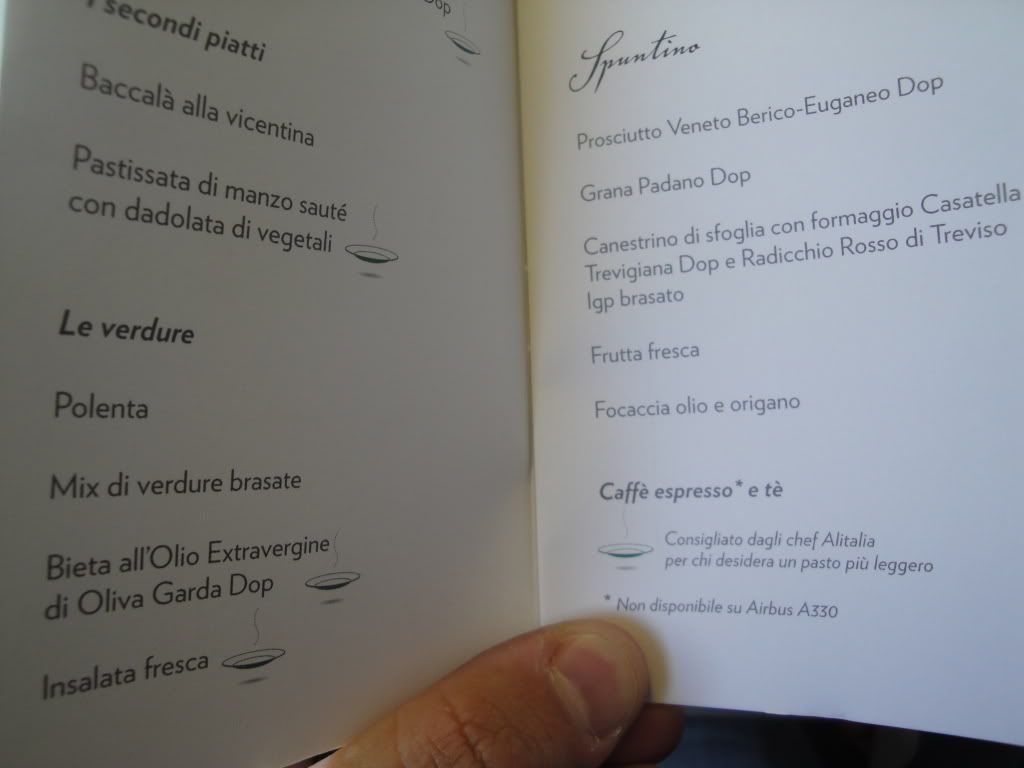 Dop
I secondi piatti
Baccalà alla vicentina
Pastissata di manzo sauté
con dadolata di vegetali
Le verdure
Polenta
Mix di verdure brasate
Bieta all'Olio Extravergine
di Oliva Garda Dop
Insalata fresca
Spuntino
Prosciutto Veneto Berico-Euganeo Dop
Grana Padano Dop
Canestrino di sfoglia con formaggio Casatella
Trevigiana Dop e Radicchio Rosso di Treviso
Igp brasato
Frutta fresca
Focaccia olio e origano
Caffè espresso* e tè
Consigliato dagli chef Alitalia
per chi desidera un pasto più leggero
* Non disponibile su Airbus A330